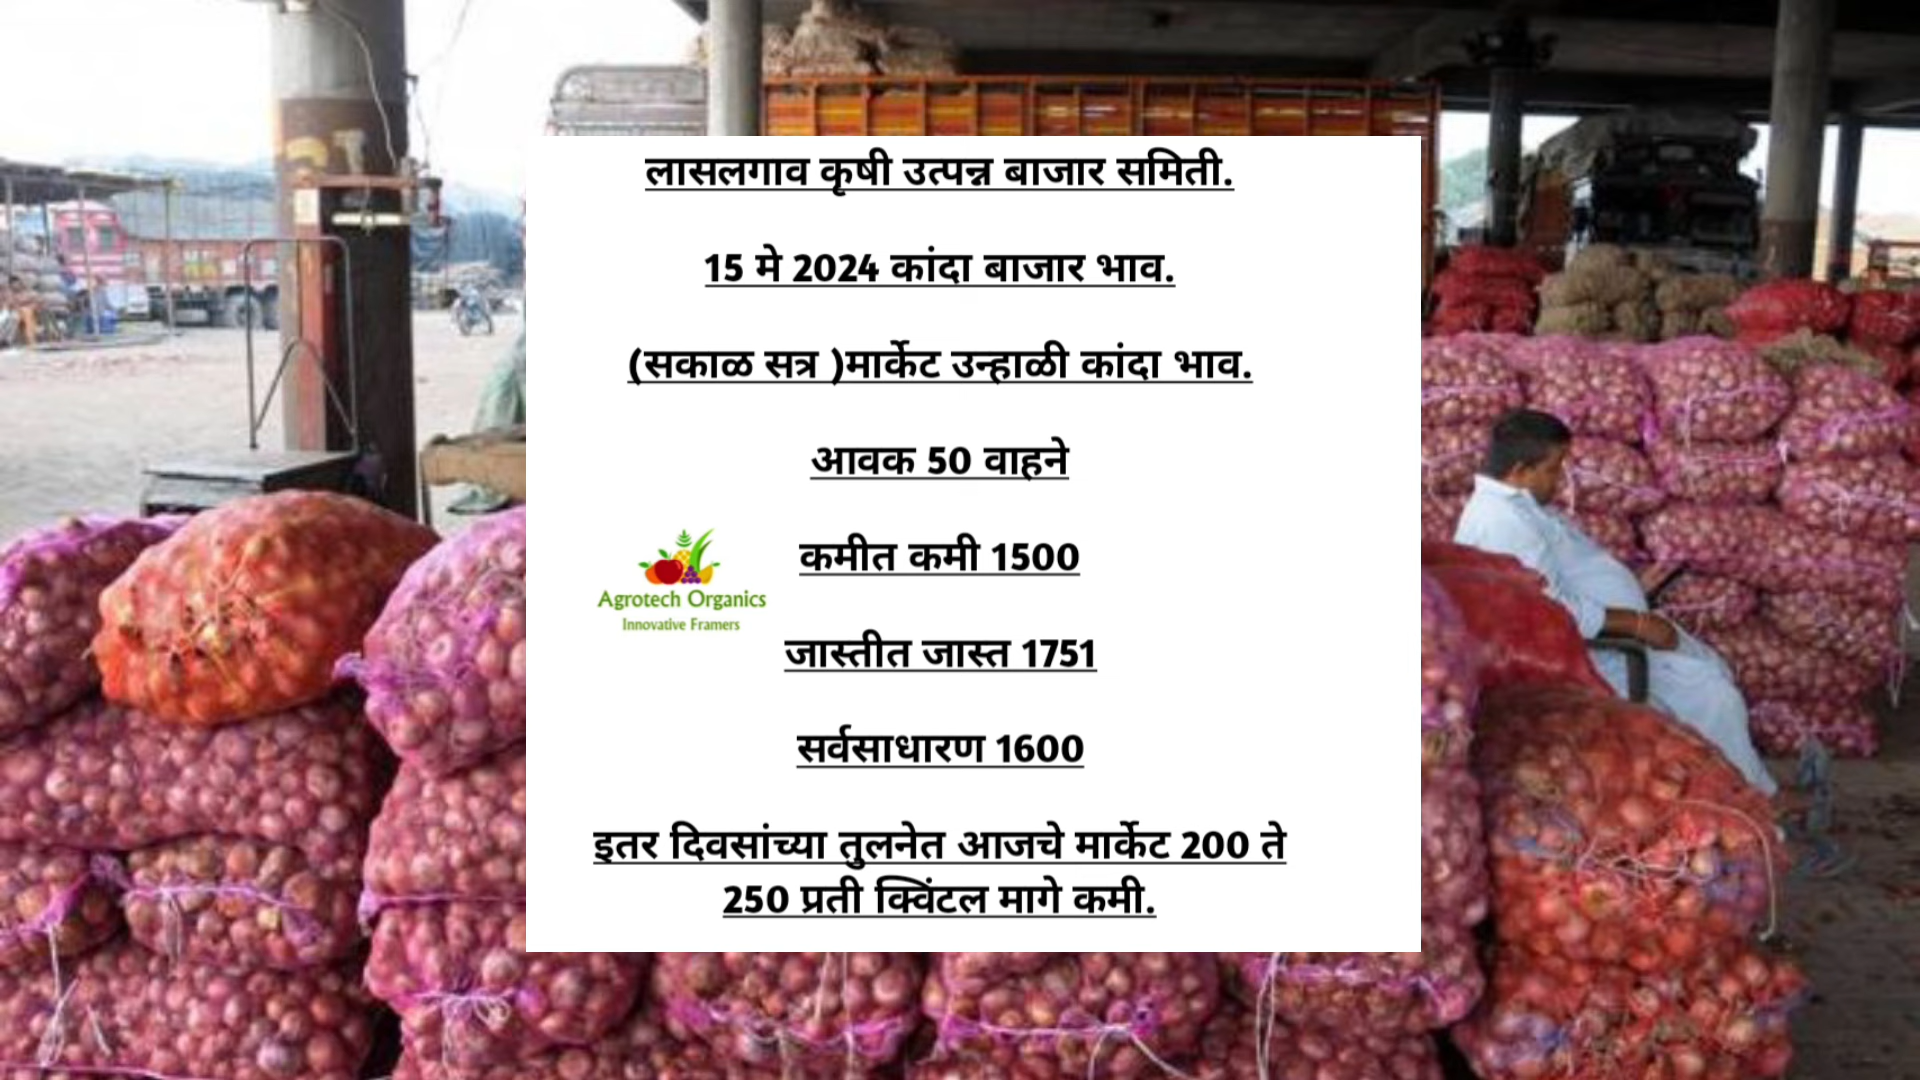 लासलगाव कृषी उत्पन्न बाजार समिती.
15 मे 2024 कांदा बाजार भाव.
(सकाळ सत्र )मार्केट उन्हाळी कांदा भाव.
आवक 50 वाहने
कमीत कमी 1500
Agrotech Organics
Innovative Framers
जास्तीत जास्त 1751
सर्वसाधारण 1600
इतर दिवसांच्या तुलनेत आजचे मार्केट 200 ते
250 प्रती क्विंटल मागे कमी.